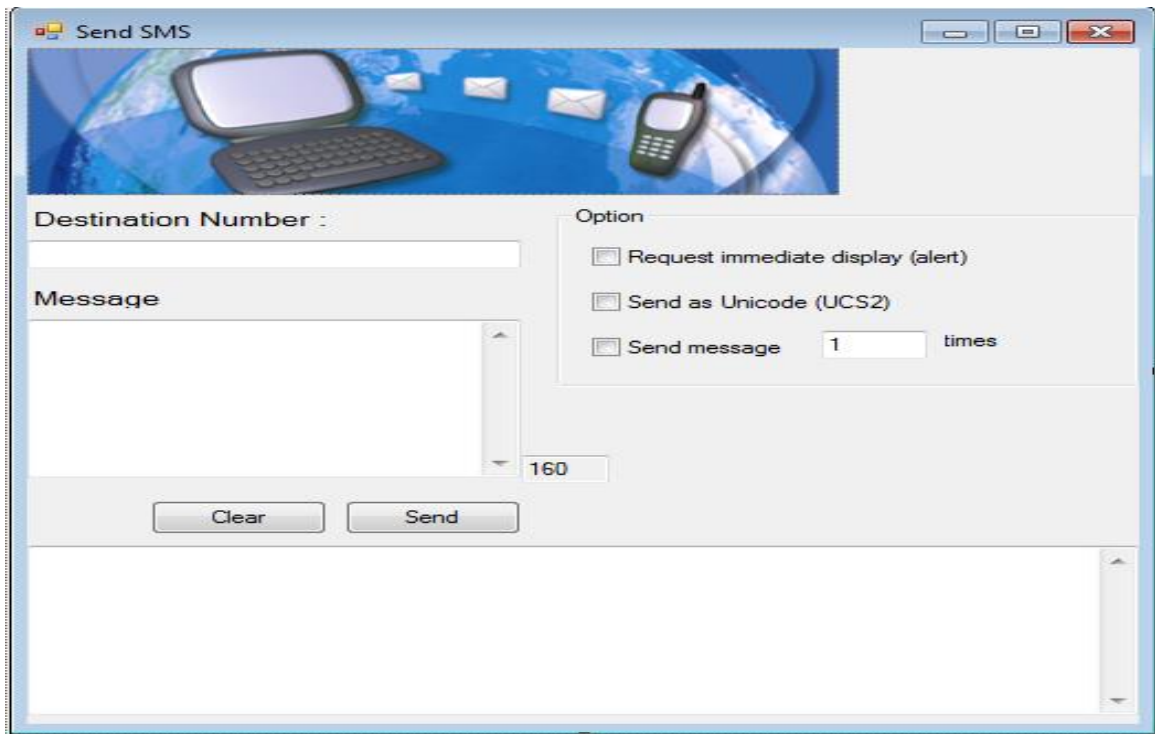 Send SMS
Destination Number :
Message
160
Clear Send
Option
Request immediate display (alert)
Send as Unicode (UCS2)
Send message 1 times